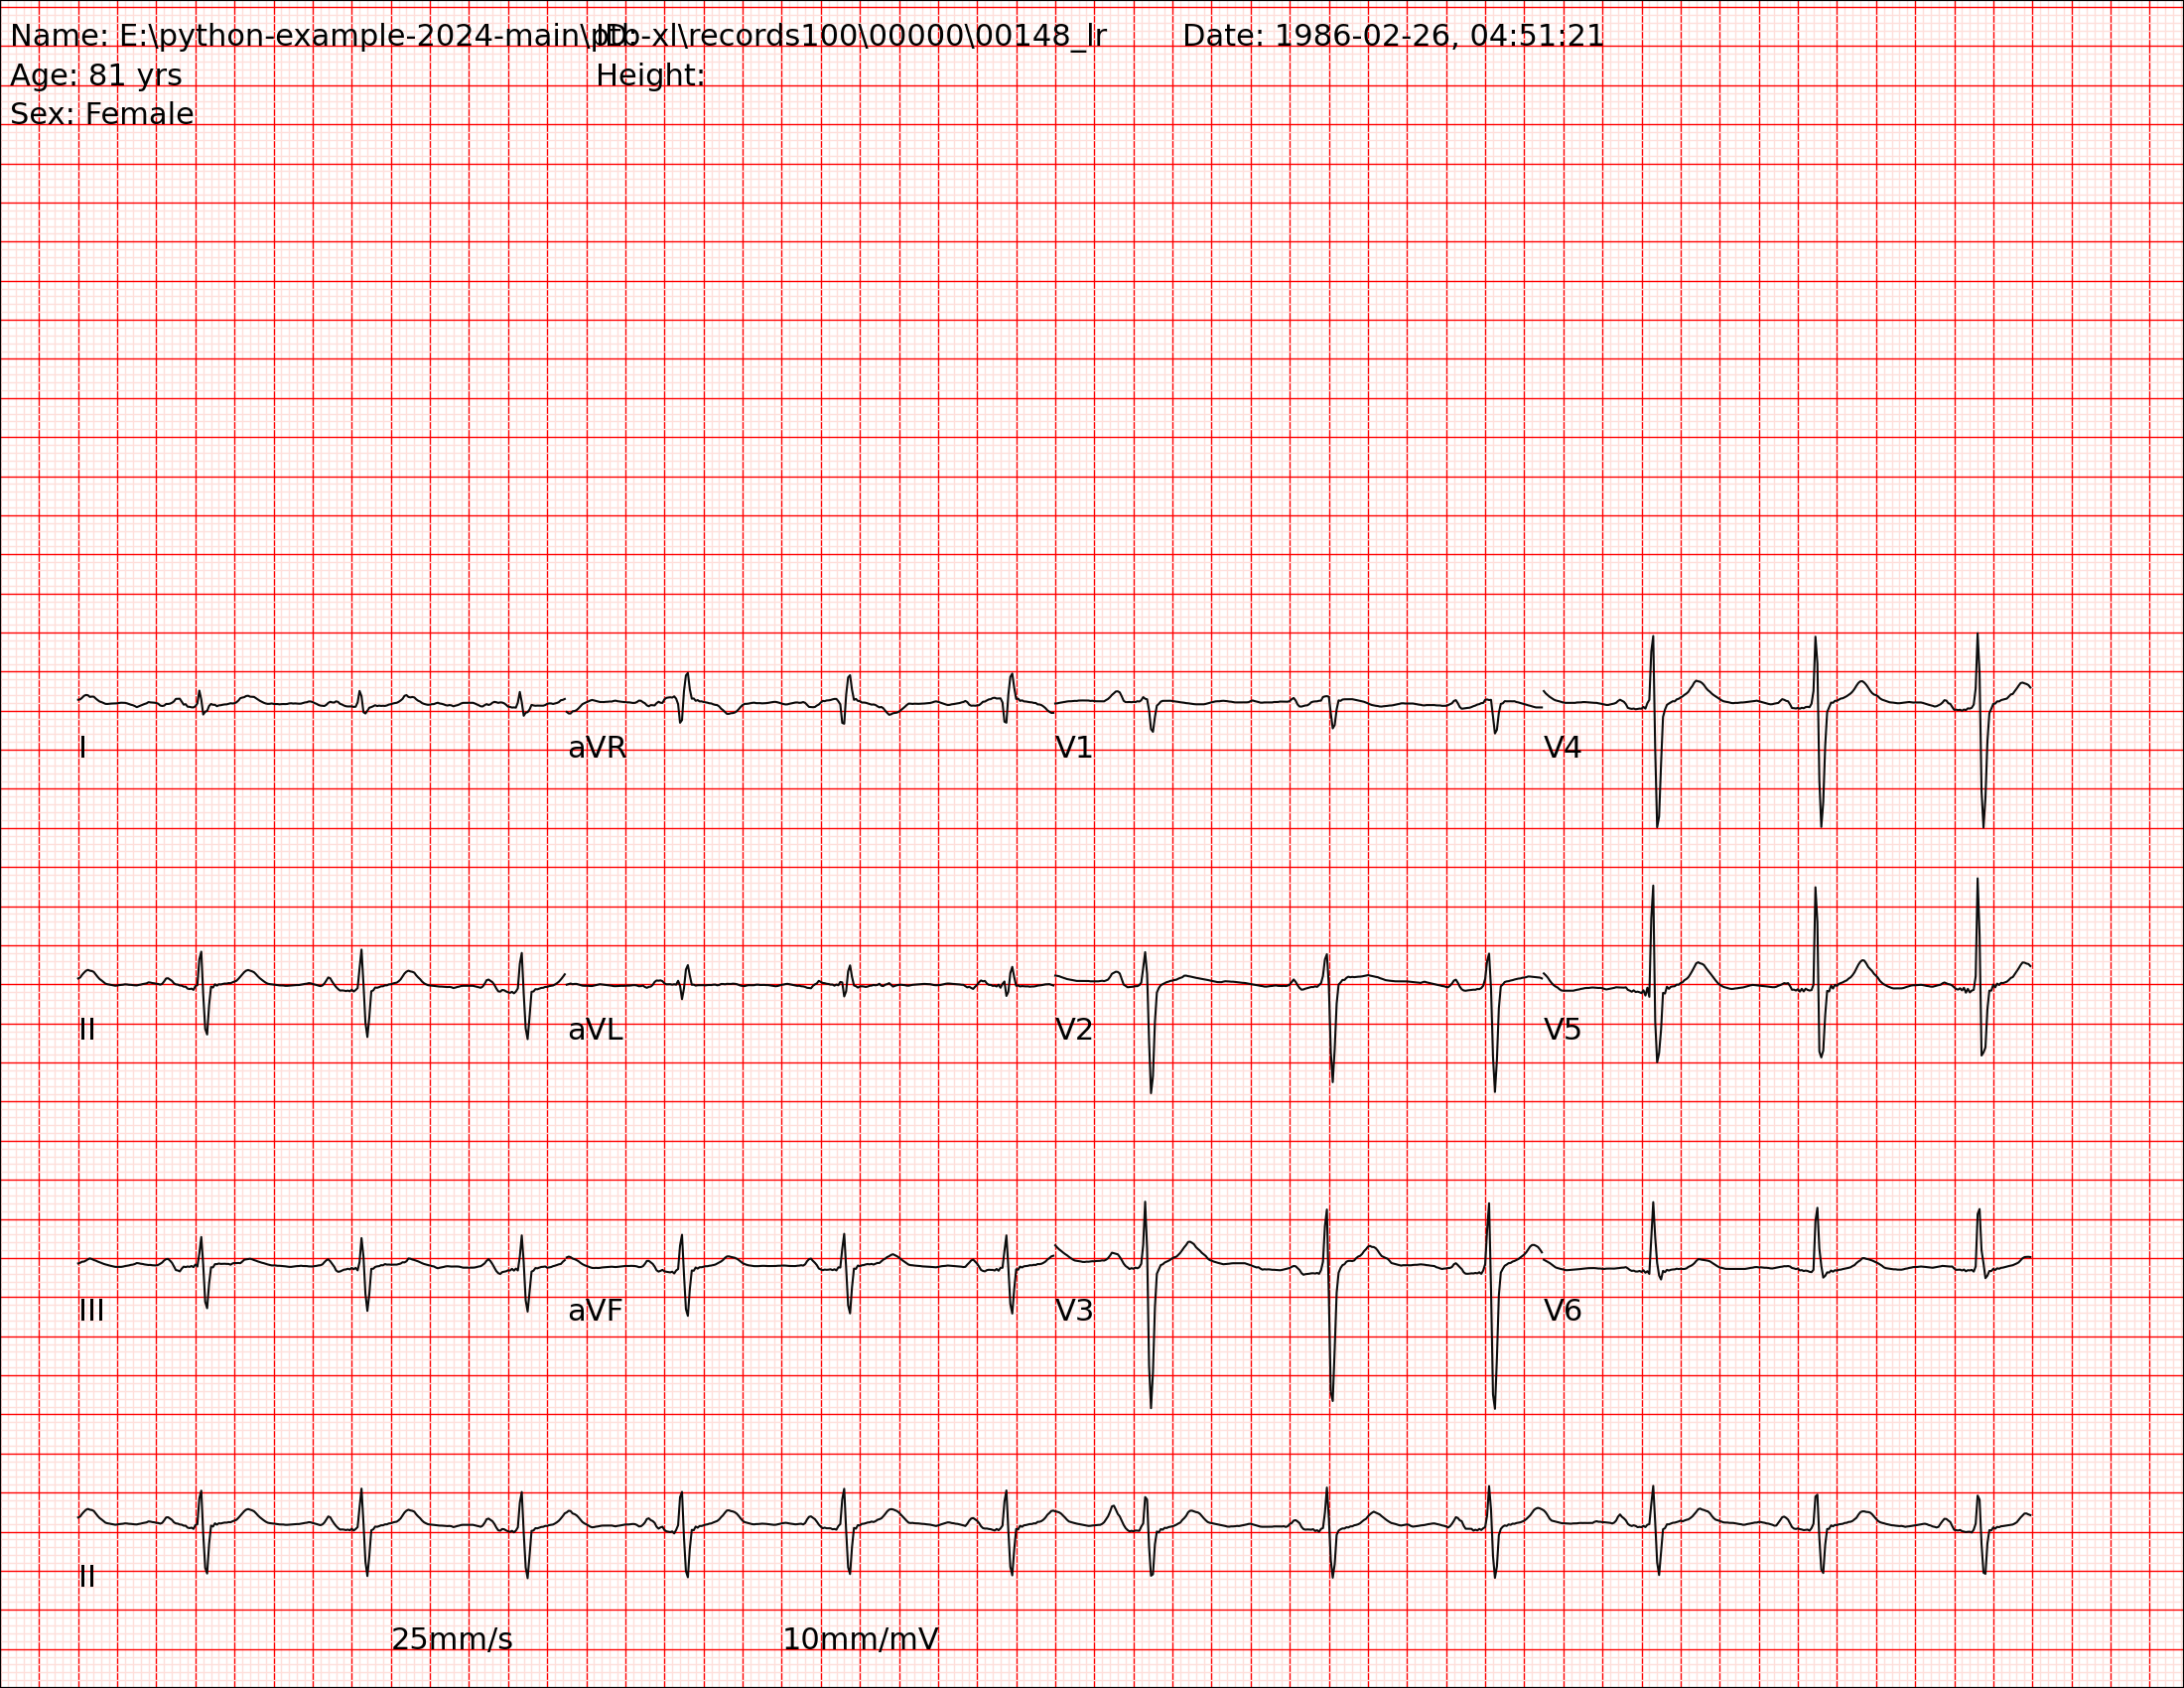 Name: E:\python-example-2024-main\ptb-xl\records100\00000\00148_lr ID: Date: 1986-02-26, 04:51:21
Age: 81 yrs Height:
Sex: Female
I aVR V1 V4
II aVL V2 V5
III aVF V3 V6
II
25mm/s 10mm/mV